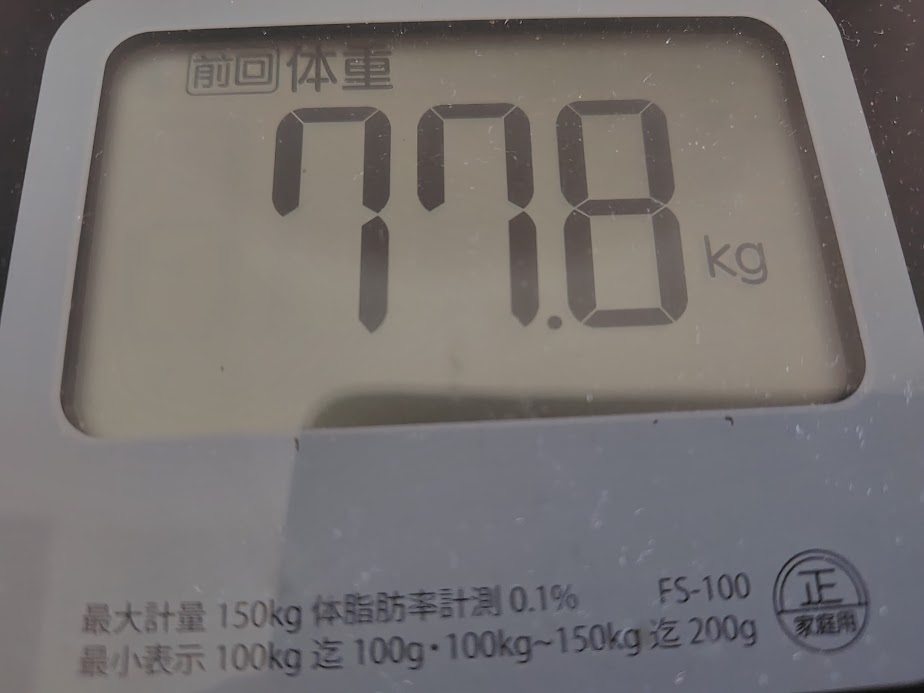 前回 体重
77.8 kg
最大計量 150kg 体脂肪率計測 0.1% FS-100
最小表示 100kg 迄 100g・100kg~150kg 迄 200g
正
家庭用